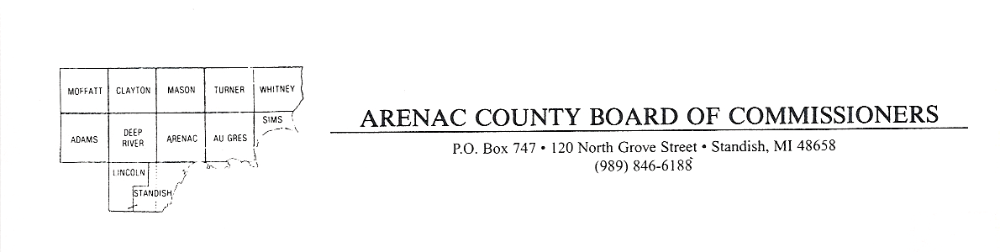 MOFFATT CLAYTON MASON TURNER WHITNEY
SIMS
ADAMS DEEP RIVER ARENAC AU GRES
LINCOLN
STANDISH
ARENAC COUNTY BOARD OF COMMISSIONERS
P.O. Box 747 • 120 North Grove Street • Standish, MI 48658
(989) 846-6188